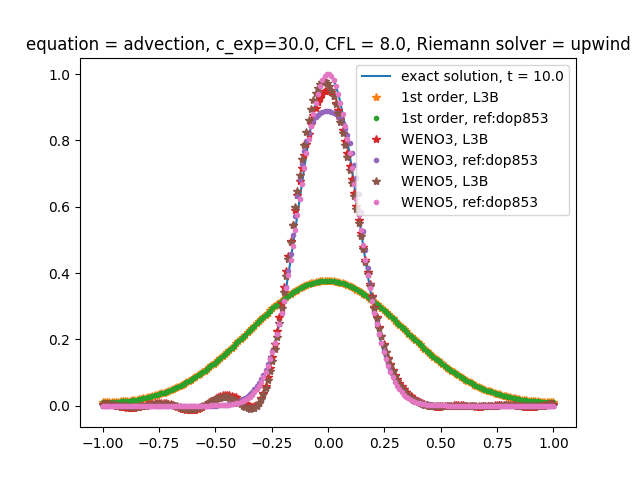 equation = advection, c_exp=30.0, CFL = 8.0, Riemann solver = upwind
1.0
0.8
0.6
0.4
0.2
0.0
exact solution, t = 10.0
1st order, L3B
1st order, ref:dop853
WENO3, L3B
WENO3, ref:dop853
WENO5, L3B
WENO5, ref:dop853
−1.00 −0.75 −0.50 −0.25 0.00 0.25 0.50 0.75 1.00